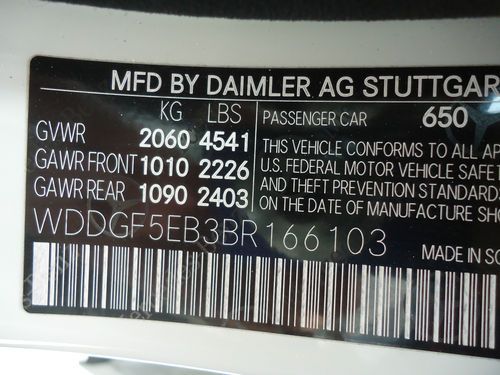 MFD BY DAIMLER AG STUTTGAR
KG LBS
GVWR 2060 4541
GAWR FRONT 1010 2226
GAWR REAR 1090 2403
PASSENGER CAR 650
THIS VEHICLE CONFORMS TO ALL AP
U.S. FEDERAL MOTOR VEHICLE SAFET
AND THEFT PREVENTION STANDARDS
ON THE DATE OF MANUFACTURE SH
WDDGF5EB3BR166103
MADE IN SO